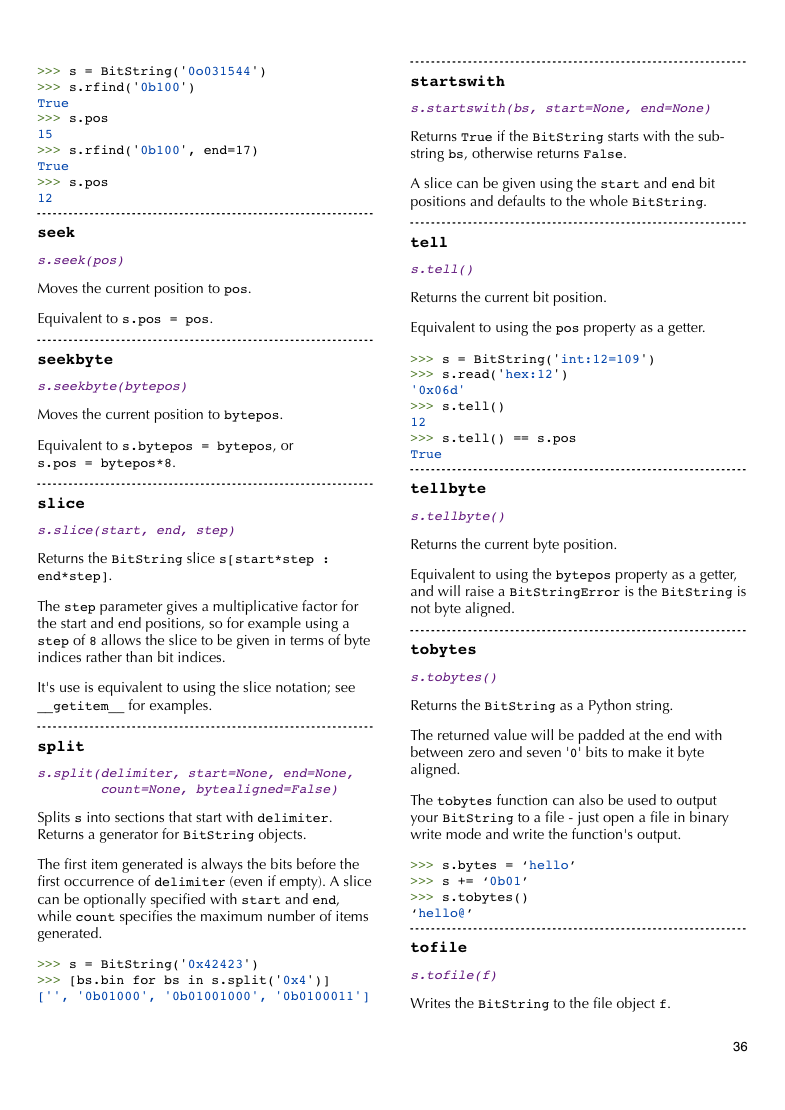 >>> s = BitString('0o031544')
>>> s.rfind('0b100')
True
>>> s.pos
15
>>> s.rfind('0b100', end=17)
True
>>> s.pos
12
seek
s.seek(pos)
Moves the current position to pos.
Equivalent to s.pos = pos.
seekbyte
s.seekbyte(bytepos)
Moves the current position to bytepos.
Equivalent to s.bytepos = bytepos, or
s.pos = bytepos*8.
slice
s.slice(start, end, step)
Returns the BitString slice s[start*step :
end*step].
The step parameter gives a multiplicative factor for
the start and end positions, so for example using a
step of 8 allows the slice to be given in terms of byte
indices rather than bit indices.
It's use is equivalent to using the slice notation; see
__getitem__ for examples.
split
s.split(delimiter, start=None, end=None,
count=None, bytealigned=False)
Splits s into sections that start with delimiter.
Returns a generator for BitString objects.
The first item generated is always the bits before the
first occurrence of delimiter (even if empty). A slice
can be optionally specified with start and end,
while count specifies the maximum number of items
generated.
>>> s = BitString('0x42423')
>>> [bs.bin for bs in s.split('0x4')]
['', '0b01000', '0b01001000', '0b0100011']
startswith
s.startswith(bs, start=None, end=None)
Returns True if the BitString starts with the sub-
string bs, otherwise returns False.
A slice can be given using the start and end bit
positions and defaults to the whole BitString.
tell
s.tell()
Returns the current bit position.
Equivalent to using the pos property as a getter.
>>> s = BitString('int:12=109')
>>> s.read('hex:12')
'0x06d'
>>> s.tell()
12
>>> s.tell() == s.pos
True
tellbyte
s.tellbyte()
Returns the current byte position.
Equivalent to using the bytepos property as a getter,
and will raise a BitStringError is the BitString is
not byte aligned.
tobytes
s.tobytes()
Returns the BitString as a Python string.
The returned value will be padded at the end with
between zero and seven '0' bits to make it byte
aligned.
The tobytes function can also be used to output
your BitString to a file - just open a file in binary
write mode and write the function's output.
>>> s.bytes = ‘hello’
>>> s += ‘0b01’
>>> s.tobytes()
‘hello@’
tofile
s.tofile(f)
Writes the BitString to the file object f.
36